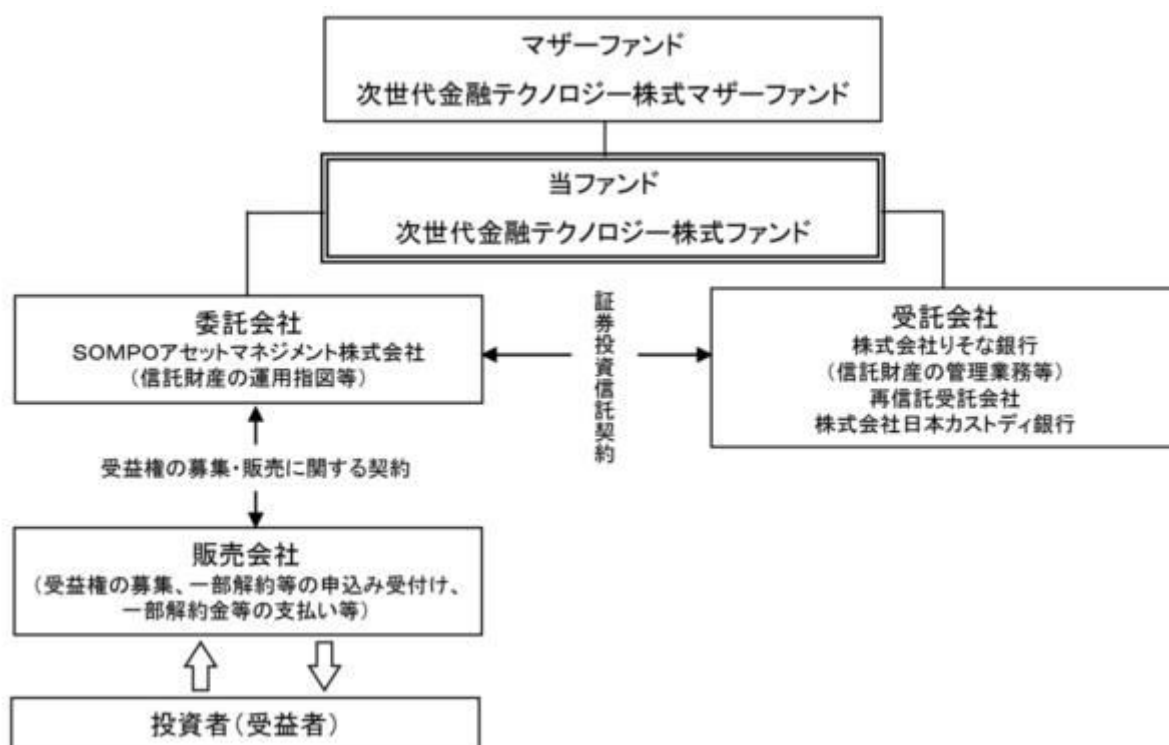 マザーファンド
次世代金融テクノロジー株式マザーファンド
当ファンド
次世代金融テクノロジー株式ファンド
委託会社
SOMPOアセットマネジメント株式会社
(信託財産の運用指図等)
証券投資信託契約
受託会社
株式会社りそな銀行
(信託財産の管理業務等)
再信託受託会社
株式会社日本カストディ銀行
受益権の募集・販売に関する契約
販売会社
(受益権の募集、一部解約等の申込み受付け、
一部解約金等の支払い等)
投資者(受益者)